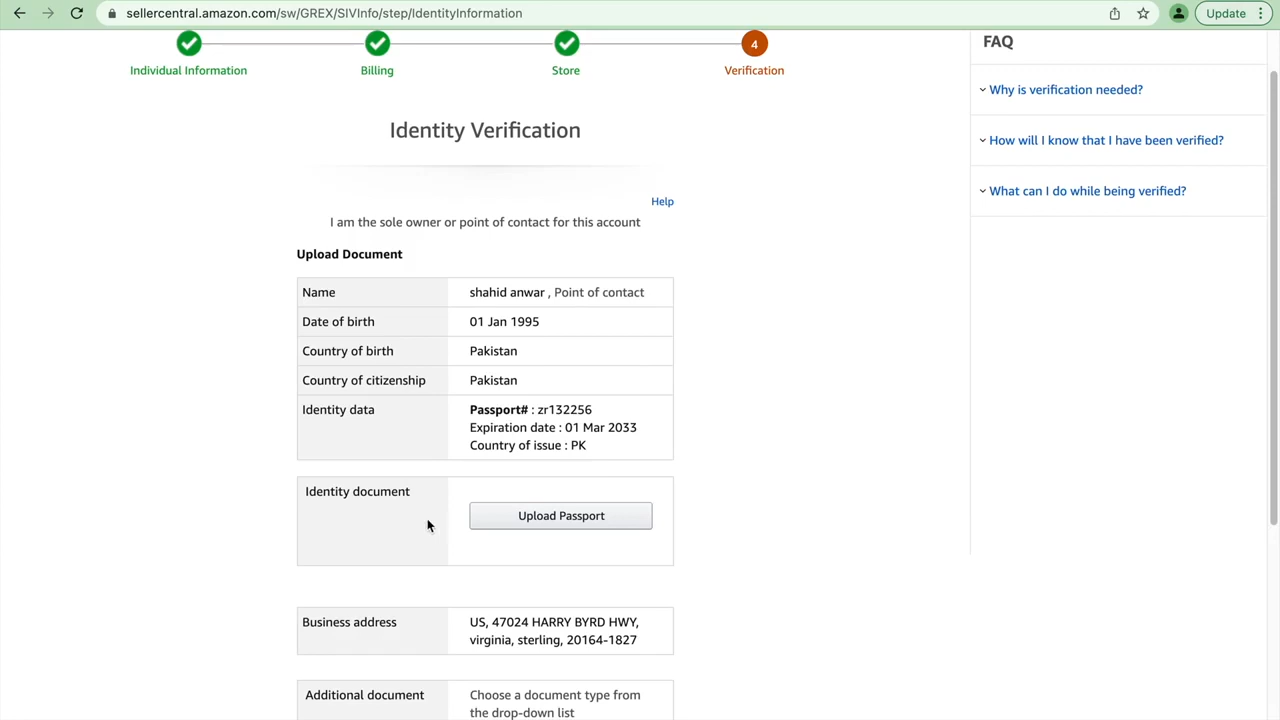 sellercentral.amazon.com/sw/GREX/SIVInfo/step/IdentityInformation
Update
4
Individual Information
Billing
Store
Verification
FAQ
Why is verification needed?
How will I know that I have been verified?
What can I do while being verified?
Identity Verification
Help
I am the sole owner or point of contact for this account
Upload Document
Name shahid anwar , Point of contact
Date of birth 01 Jan 1995
Country of birth Pakistan
Country of citizenship Pakistan
Identity data Passport# : zr132256
Expiration date : 01 Mar 2033
Country of issue : PK
Identity document
Upload Passport
Business address US, 47024 HARRY BYRD HWY,
virginia, sterling, 20164-1827
Additional document Choose a document type from
the drop-down list